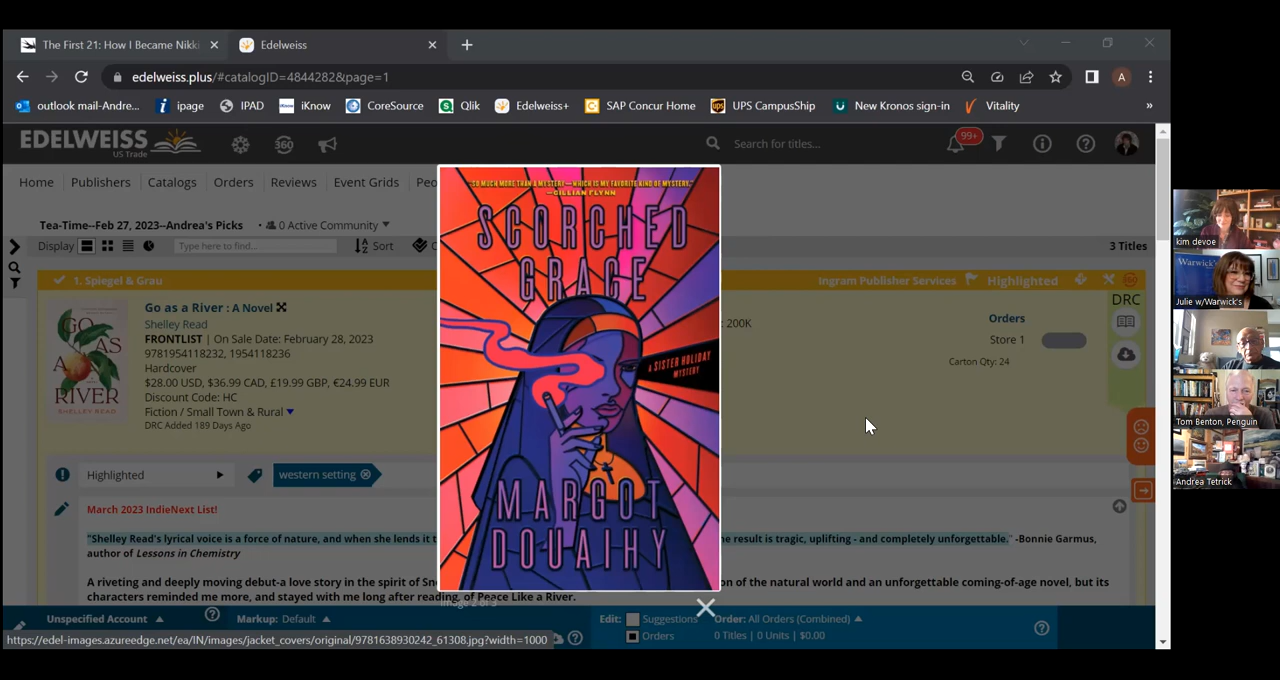 The First 21: How I Became Nikki
Edelweiss
edelweiss.plus/#catalogID=4844282&page=1
A
outlook mail-Andre...
ipage
IPAD
iKnow
CoreSource
Qlik
Edelweiss+
SAP Concur Home
UPS CampusShip
New Kronos sign-in
Vitality
»
EDELWEISS
US Trade
360
Search for titles...
99+
Home
Publishers
Catalogs
Orders
Reviews
Event Grids
Peo
Tea-Time--Feb 27, 2023--Andrea's Picks
0 Active Community
Display
Type here to find...
Sort
3 Titles
1. Spiegel & Grau
Ingram Publisher Services
Highlighted
DRC
GO AS A RIVER
SHELLEY READ
Go as a River : A Novel
Shelley Read
FRONTLIST | On Sale Date: February 28, 2023
9781954118232, 1954118236
Hardcover
$28.00 USD, $36.99 CAD, £19.99 GBP, €24.99 EUR
Discount Code: HC
Fiction / Small Town & Rural
DRC Added 189 Days Ago
: 200K
Orders
Store 1
Carton Qty: 24
"SO MUCH MORE THAN A MYSTERY—WHICH IS MY FAVORITE KIND OF MYSTERY."
—GILLIAN FLYNN
SCORCHED
GRACE
A SISTER HOLIDAY
MYSTERY
MARGOT
DOUAIHY
Highlighted
western setting
March 2023 IndieNext List!
"Shelley Read's lyrical voice is a force of nature, and when she lends it t
he result is tragic, uplifting - and completely unforgettable." -Bonnie Garmus,
author of Lessons in Chemistry
A riveting and deeply moving debut-a love story in the spirit of Sno
on of the natural world and an unforgettable coming-of-age novel, but its
characters reminded me more, and stayed with me long after reading, of Peace Like a River.
Image 2 of 3
Unspecified Account
Markup: Default
Edit:
Suggestions
Orders
Order: All Orders (Combined)
0 Titles | 0 Units | $0.00
https://edel-images.azureedge.net/ea/IN/images/jacket_covers/original/9781638930242_61308.jpg?width=1000
kim devoe
Warwick's
Julie w/Warwick's
Tom Benton, Penguin
Andrea Tetrick